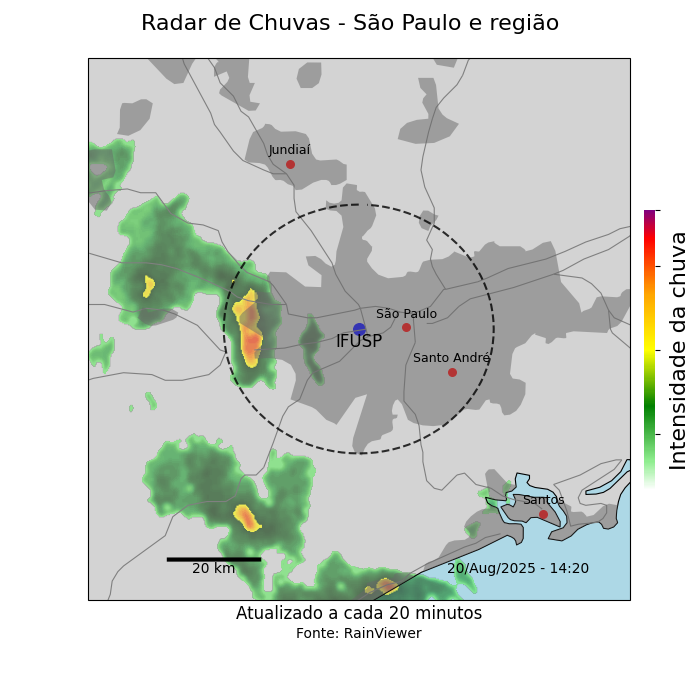 Radar de Chuvas - São Paulo e região
Jundiaí
São Paulo
IFUSP
Santo André
Santos
20 km
20/Aug/2025 - 14:20
Intensidade da chuva
Atualizado a cada 20 minutos
Fonte: RainViewer